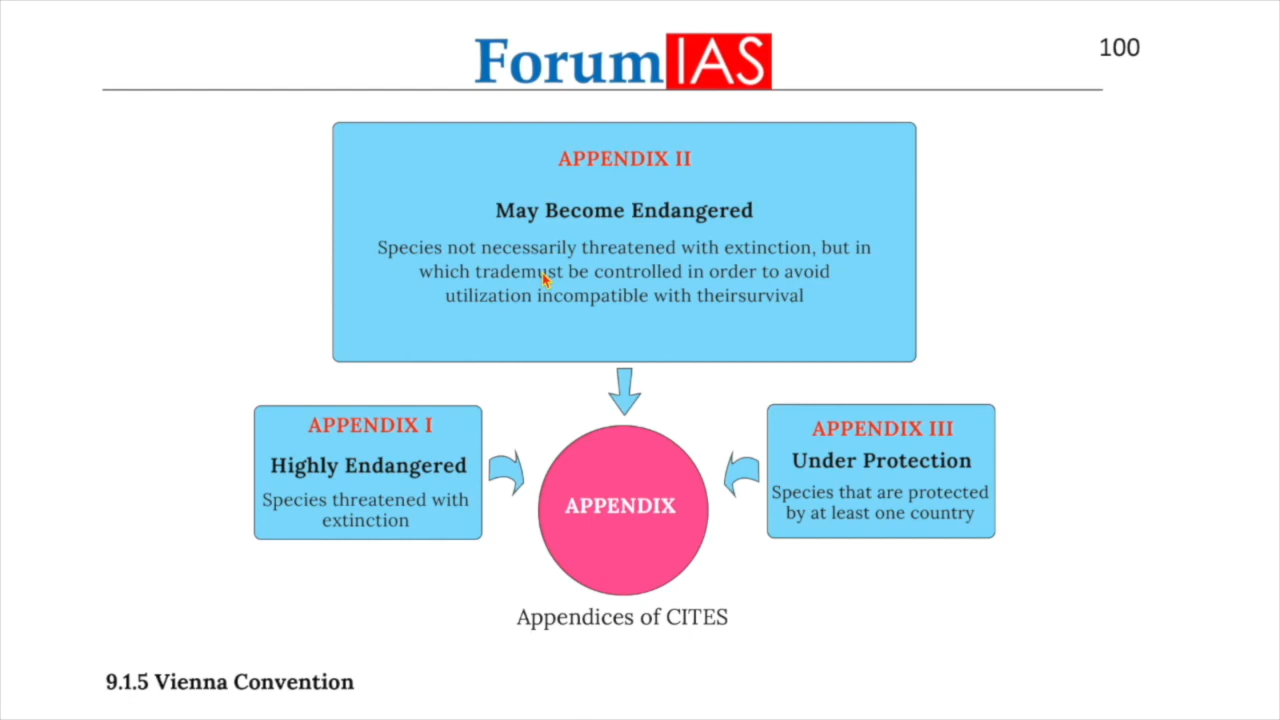 ForumIAS
100
APPENDIX II
May Become Endangered
Species not necessarily threatened with extinction, but in
which trademust be controlled in order to avoid
utilization incompatible with theirsurvival
APPENDIX I
Highly Endangered
Species threatened with
extinction
APPENDIX III
Under Protection
Species that are protected
by at least one country
APPENDIX
Appendices of CITES
9.1.5 Vienna Convention